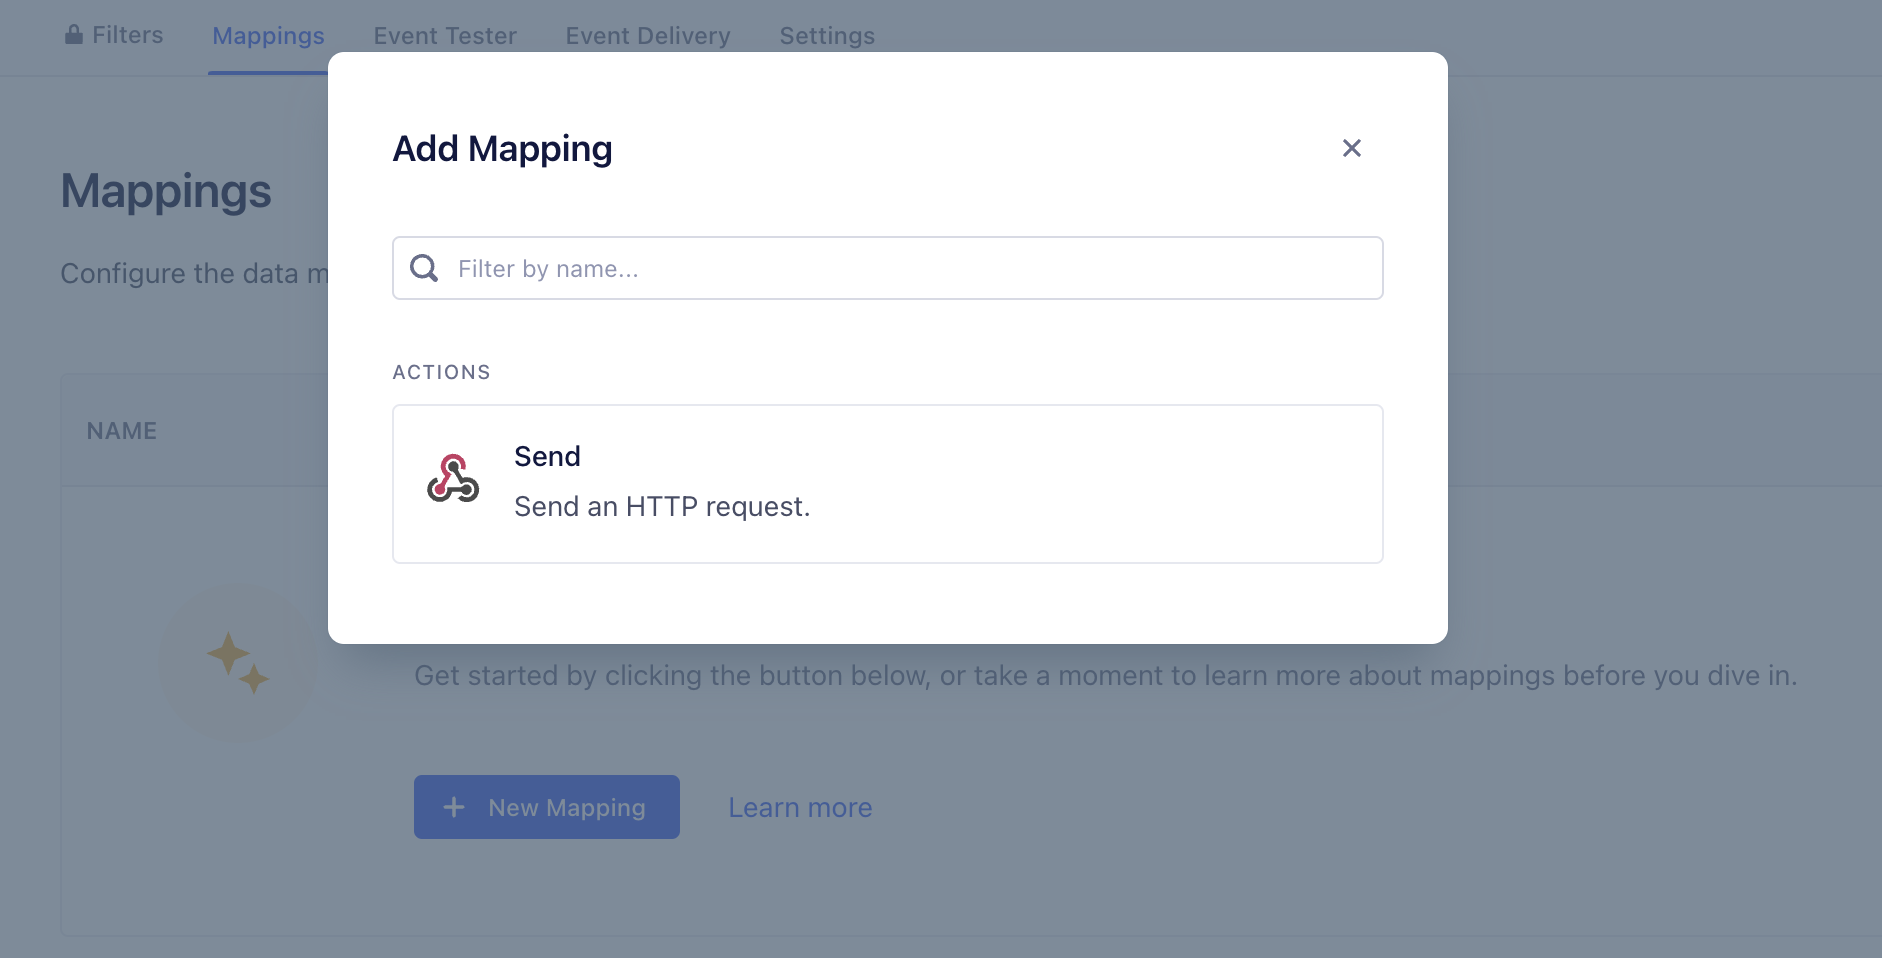 Filters Mappings Event Tester Event Delivery Settings
Add Mapping
Mappings
Filter by name...
Configure the data m
ACTIONS
NAME
Send
Send an HTTP request.
Get started by clicking the button below, or take a moment to learn more about mappings before you dive in.
New Mapping Learn more